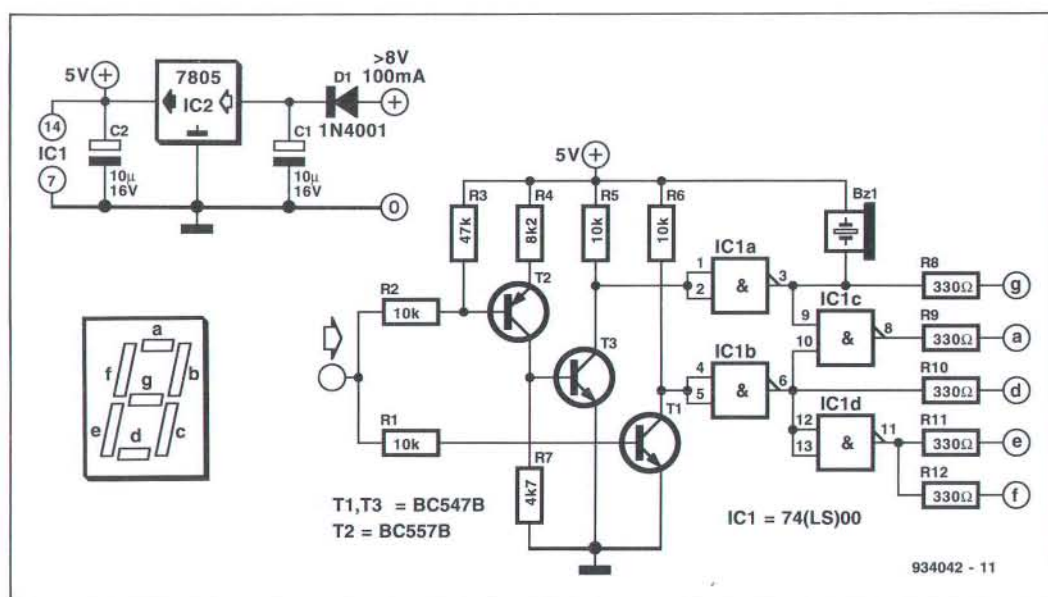 >8V
5V
7805
D1
100mA
IC2
1N4001
14
IC1
7
C2
10µ
16V
C1
10µ
16V
0
5V
R3
47k
R4
8k2
R5
10k
R6
10k
Bz1
T2
R2
10k
T3
R1
10k
T1
R7
4k7
IC1a
1
2
&
3
IC1c
9
10
&
8
IC1b
4
5
&
6
IC1d
12
13
&
11
R8
330Ω
g
R9
330Ω
a
R10
330Ω
d
R11
330Ω
e
R12
330Ω
f
a
f
b
g
e
c
d
T1,T3 = BC547B
T2 = BC557B
IC1 = 74(LS)00
934042 - 11